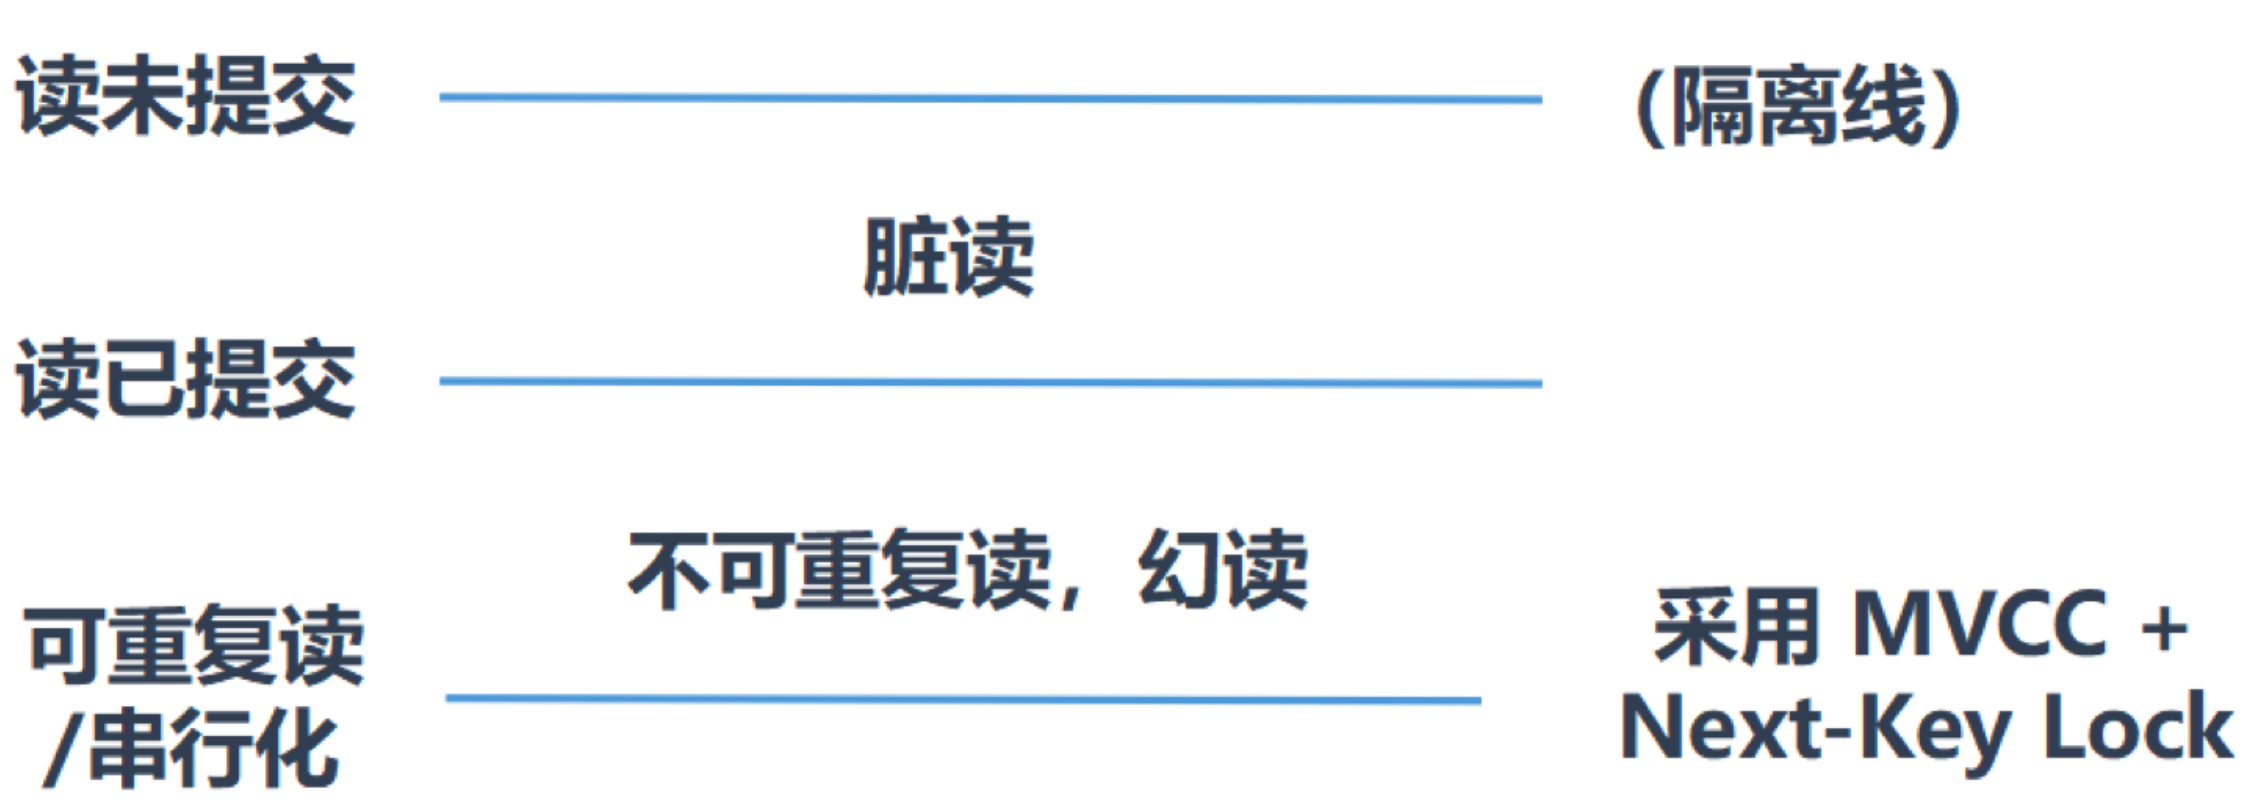 读未提交
（隔离线）
脏读
读已提交
不可重复读，幻读
可重复读
/串行化
采用 MVCC +
Next-Key Lock